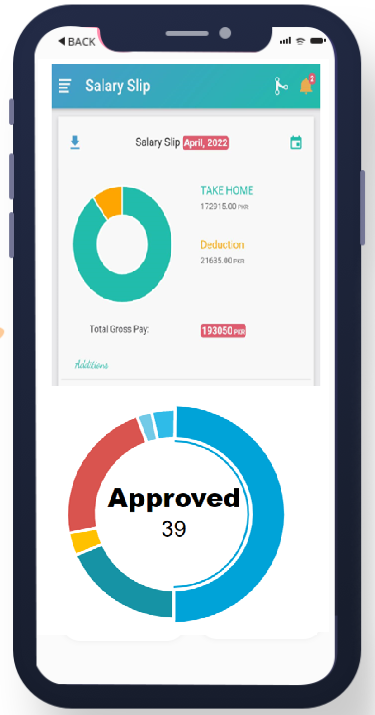 BACK
Salary Slip
2
Salary Slip April, 2022
TAKE HOME
172915.00 PKR
Deduction
21635.00 PKR
Total Gross Pay:
193050 PKR
Additions
Approved
39